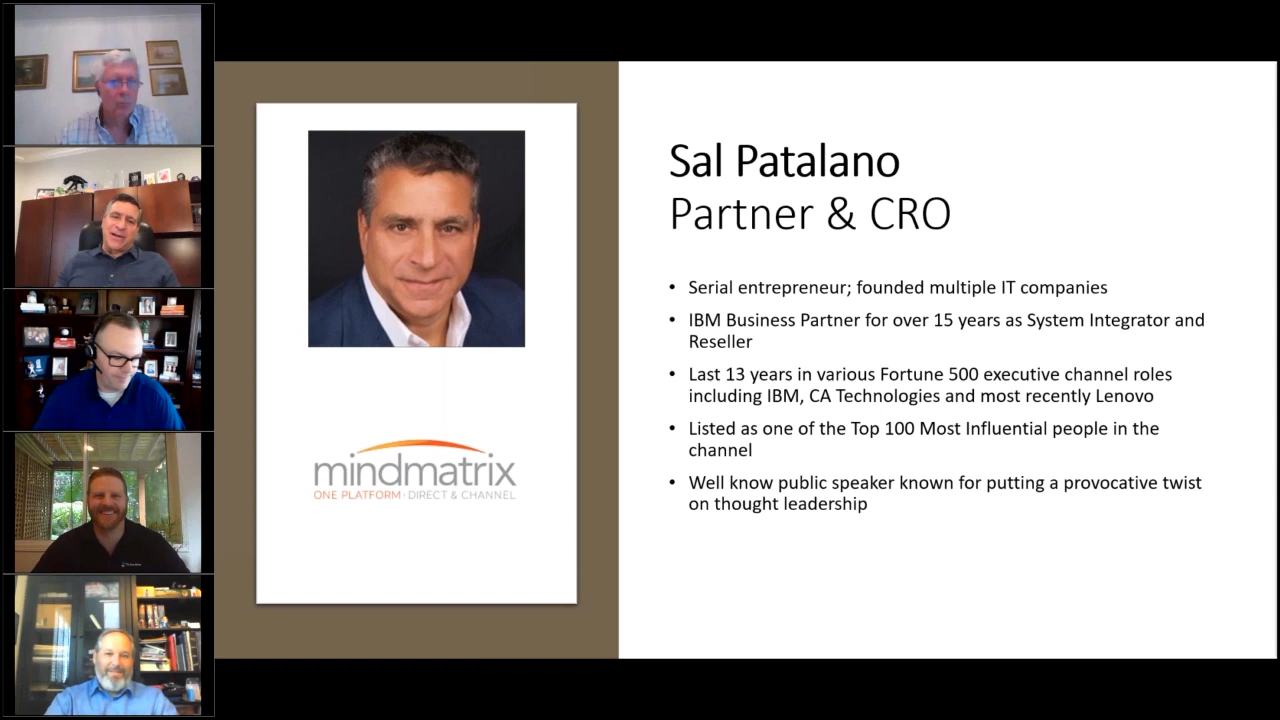 Sal Patalano
Partner & CRO
• Serial entrepreneur; founded multiple IT companies
• IBM Business Partner for over 15 years as System Integrator and
Reseller
• Last 13 years in various Fortune 500 executive channel roles
including IBM, CA Technologies and most recently Lenovo
• Listed as one of the Top 100 Most Influential people in the
channel
• Well know public speaker known for putting a provocative twist
on thought leadership
mindmatrix
ONE PLATFORM · DIRECT & CHANNEL